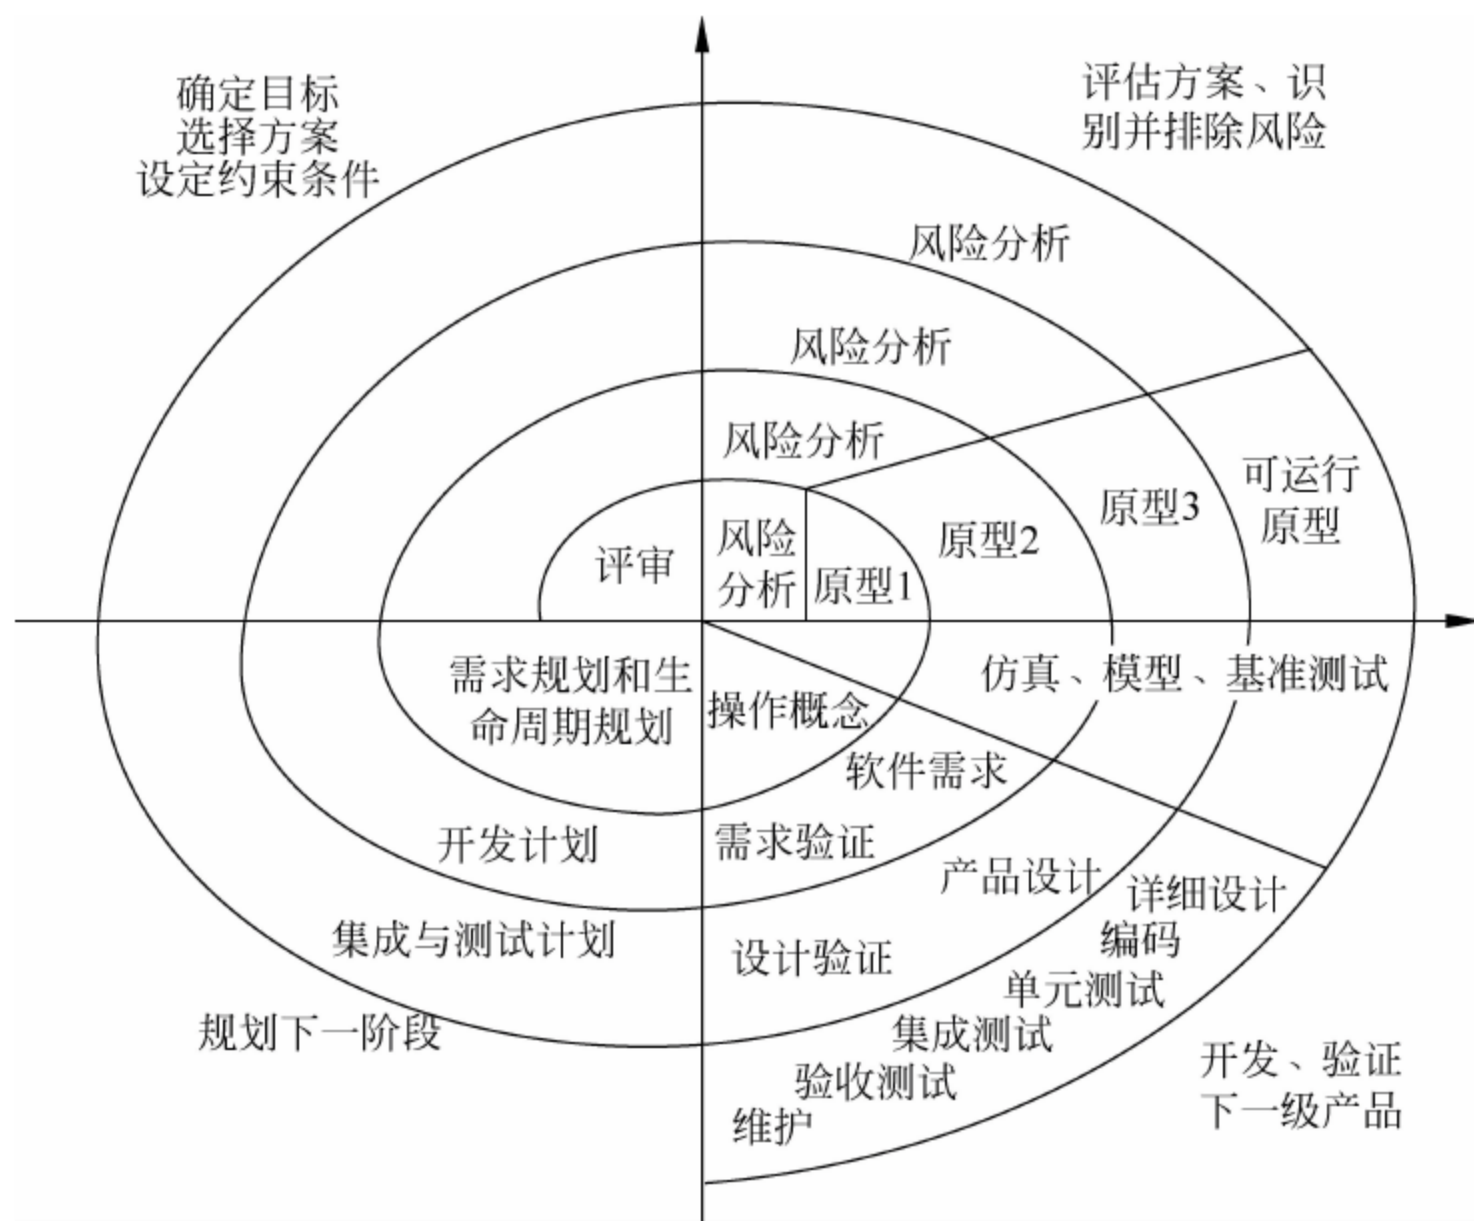 确定目标
选择方案
设定约束条件
评估方案、识
别并排除风险
风险分析
风险分析
风险分析
风险
分析
评审
原型1
原型2
原型3
可运行
原型
需求规划和生
命周期规划
操作概念
仿真、模型、基准测试
软件需求
开发计划
需求验证
产品设计
详细设计
集成与测试计划
设计验证
编码
单元测试
规划下一阶段
集成测试
验收测试
维护
开发、验证
下一级产品